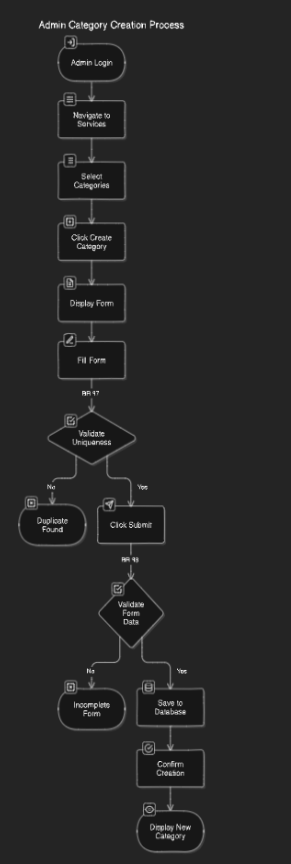 Admin Category Creation Process
Admin Login
Navigate to
Services
Select
Categories
Click Create
Category
Display Form
Fill Form
Validate
Uniqueness
No
Yes
Duplicate
Found
Click Submit
Validate
Form
Data
No
Yes
Incomplete
Form
Save to
Database
Confirm
Creation
Display New
Category